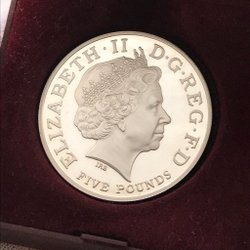 ELIZABETH · II D · G · REG · F · D
FIVE POUNDS
IRB